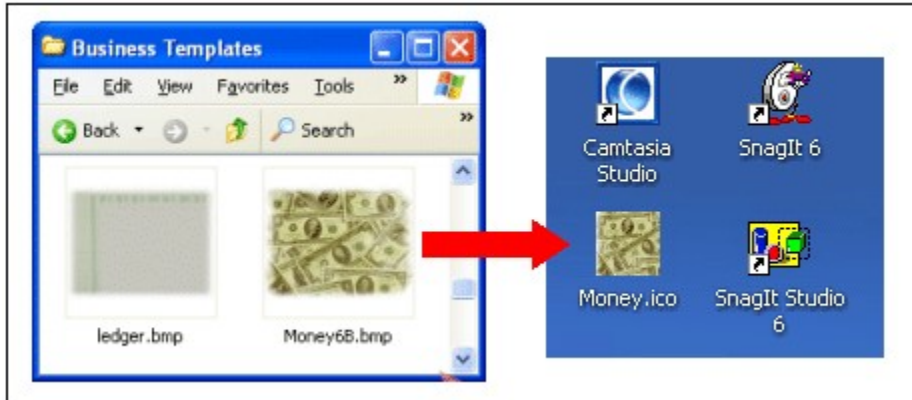 Business Templates
File Edit View Favorites Tools »
Back Search »
ledger.bmp Money6B.bmp
Camtasia Studio
SnagIt 6
Money.ico
SnagIt Studio 6